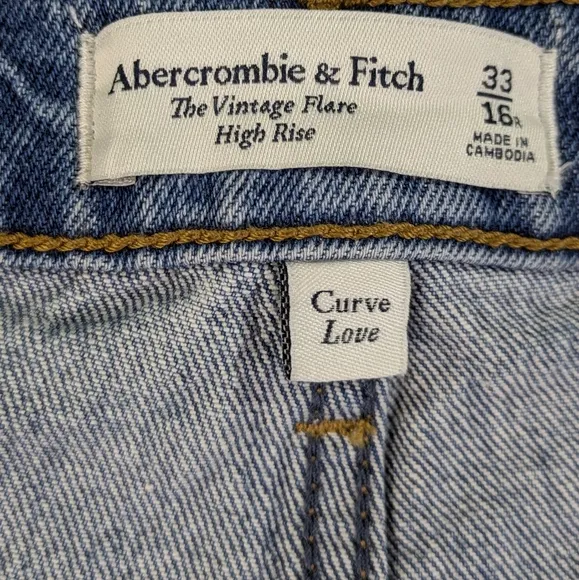 Abercrombie & Fitch
The Vintage Flare
High Rise
33
16R
MADE IN
CAMBODIA
Curve
Love